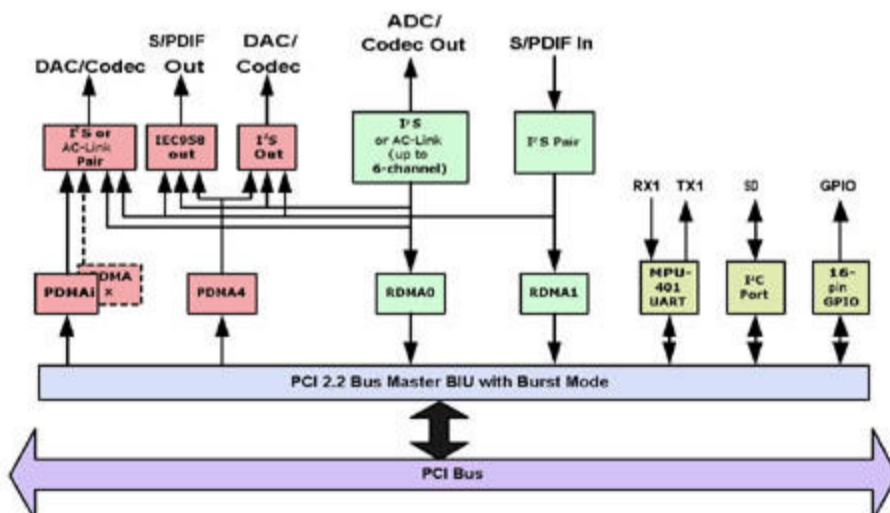 ADC/
Codec Out
S/PDIF
Out
DAC/
Codec
S/PDIF In
DAC/Codec
I²S or
AC-Link
Pair
IEC958
out
I²S
Out
I²S
or AC-Link
(up to
6-channel)
I²S Pair
RX1
TX1
SD
GPIO
PDMAi
PDMA
x
PDMA4
RDMA0
RDMA1
MPU-
401
UART
I²C
Port
16-
pin
GPIO
PCI 2.2 Bus Master BIU with Burst Mode
PCI Bus